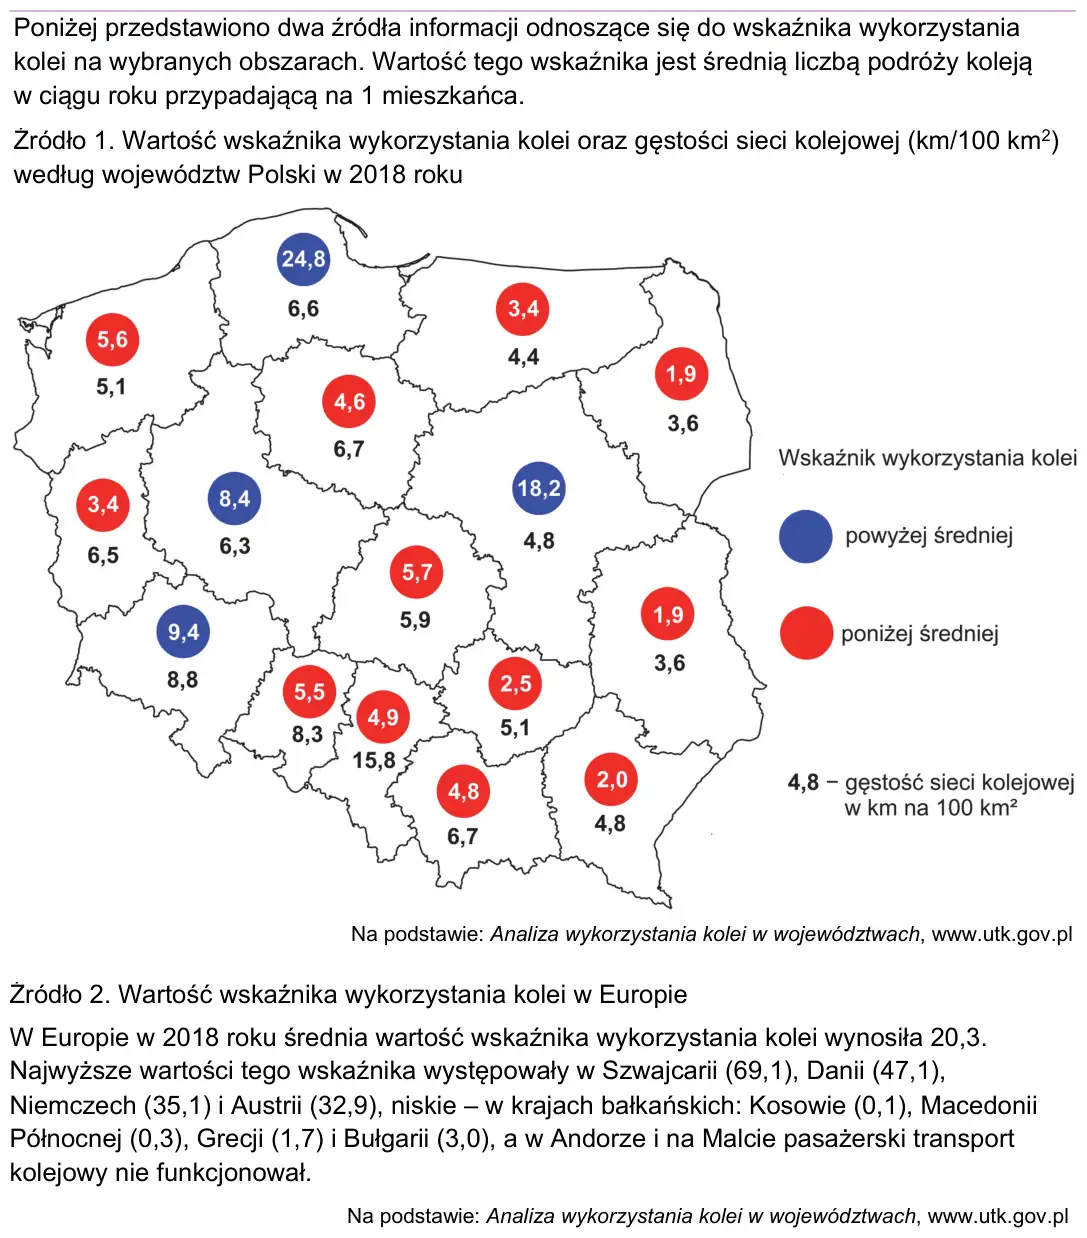 Poniżej przedstawiono dwa źródła informacji odnoszące się do wskaźnika wykorzystania
kolei na wybranych obszarach. Wartość tego wskaźnika jest średnią liczbą podróży koleją
w ciągu roku przypadającą na 1 mieszkańca.
Źródło 1. Wartość wskaźnika wykorzystania kolei oraz gęstości sieci kolejowej (km/100 km²)
według województw Polski w 2018 roku
24,8
6,6
3,4
4,4
5,6
5,1
1,9
3,6
4,6
6,7
Wskaźnik wykorzystania kolei
powyżej średniej
poniżej średniej
8,4
6,3
18,2
4,8
3,4
6,5
5,7
5,9
1,9
3,6
9,4
8,8
5,5
8,3
4,9
15,8
2,5
5,1
4,8
6,7
2,0
4,8
4,8 – gęstość sieci kolejowej
w km na 100 km²
Na podstawie: Analiza wykorzystania kolei w województwach, www.utk.gov.pl
Źródło 2. Wartość wskaźnika wykorzystania kolei w Europie
W Europie w 2018 roku średnia wartość wskaźnika wykorzystania kolei wynosiła 20,3.
Najwyższe wartości tego wskaźnika występowały w Szwajcarii (69,1), Danii (47,1),
Niemczech (35,1) i Austrii (32,9), niskie – w krajach bałkańskich: Kosowie (0,1), Macedonii
Północnej (0,3), Grecji (1,7) i Bułgarii (3,0), a w Andorze i na Malcie pasażerski transport
kolejowy nie funkcjonował.
Na podstawie: Analiza wykorzystania kolei w województwach, www.utk.gov.pl